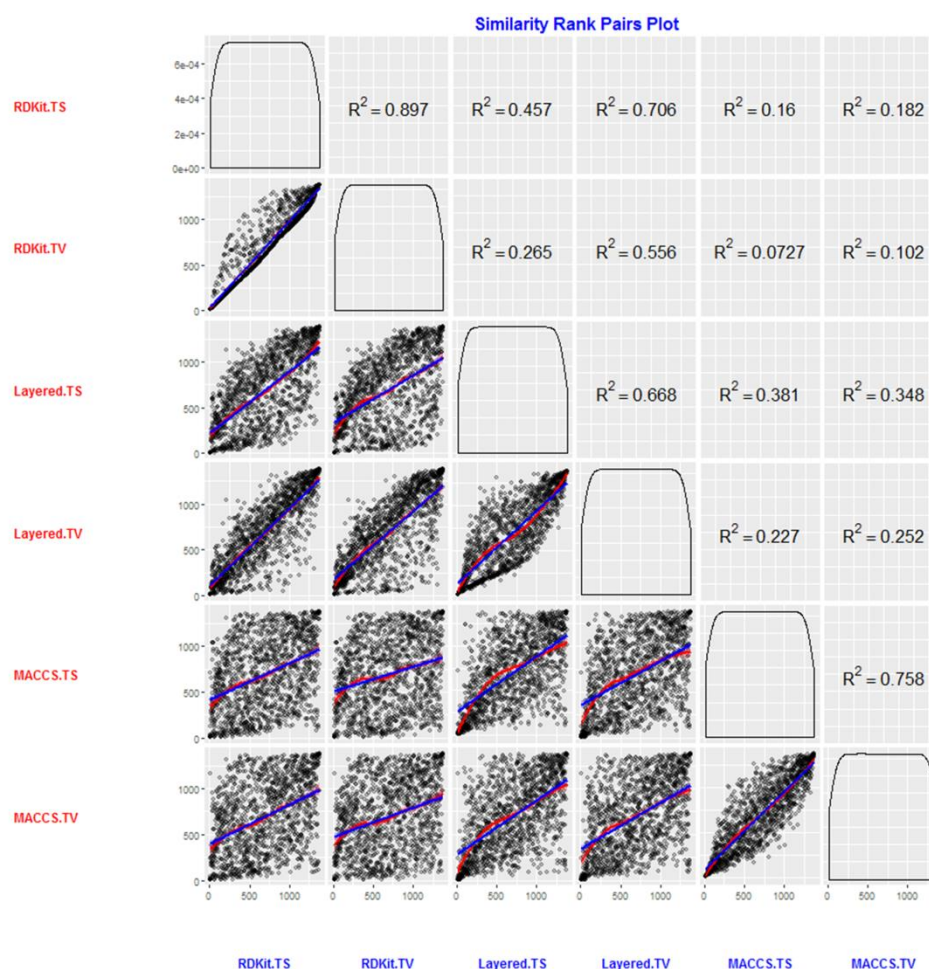 Similarity Rank Pairs Plot
6e-04
4e-04
2e-04
0e+00
RDKit.TS
R² = 0.897
R² = 0.457
R² = 0.706
R² = 0.16
R² = 0.182
1000
500
0
RDKit.TV
R² = 0.265
R² = 0.556
R² = 0.0727
R² = 0.102
1000
500
0
Layered.TS
R² = 0.668
R² = 0.381
R² = 0.348
1000
500
0
Layered.TV
R² = 0.227
R² = 0.252
1000
500
0
MACCS.TS
R² = 0.758
1000
500
0
MACCS.TV
0 500 1000 0 500 1000 0 500 1000 0 500 1000 0 500 1000 0 500 1000
RDKit.TS RDKit.TV Layered.TS Layered.TV MACCS.TS MACCS.TV